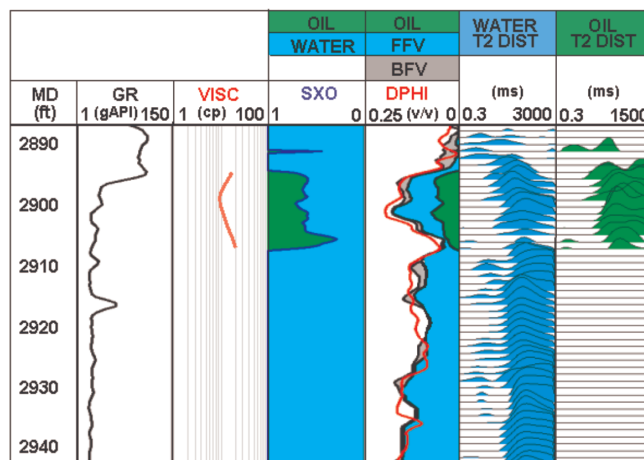 OIL OIL WATER OIL
WATER FFV T2 DIST T2 DIST
BFV
MD GR VISC SXO DPHI (ms) (ms)
(ft) 1 (gAPI) 150 1 (cp) 100 1 0 0.25 (v/v) 0 0.3 3000 0.3 1500
2890
2900
2910
2920
2930
2940